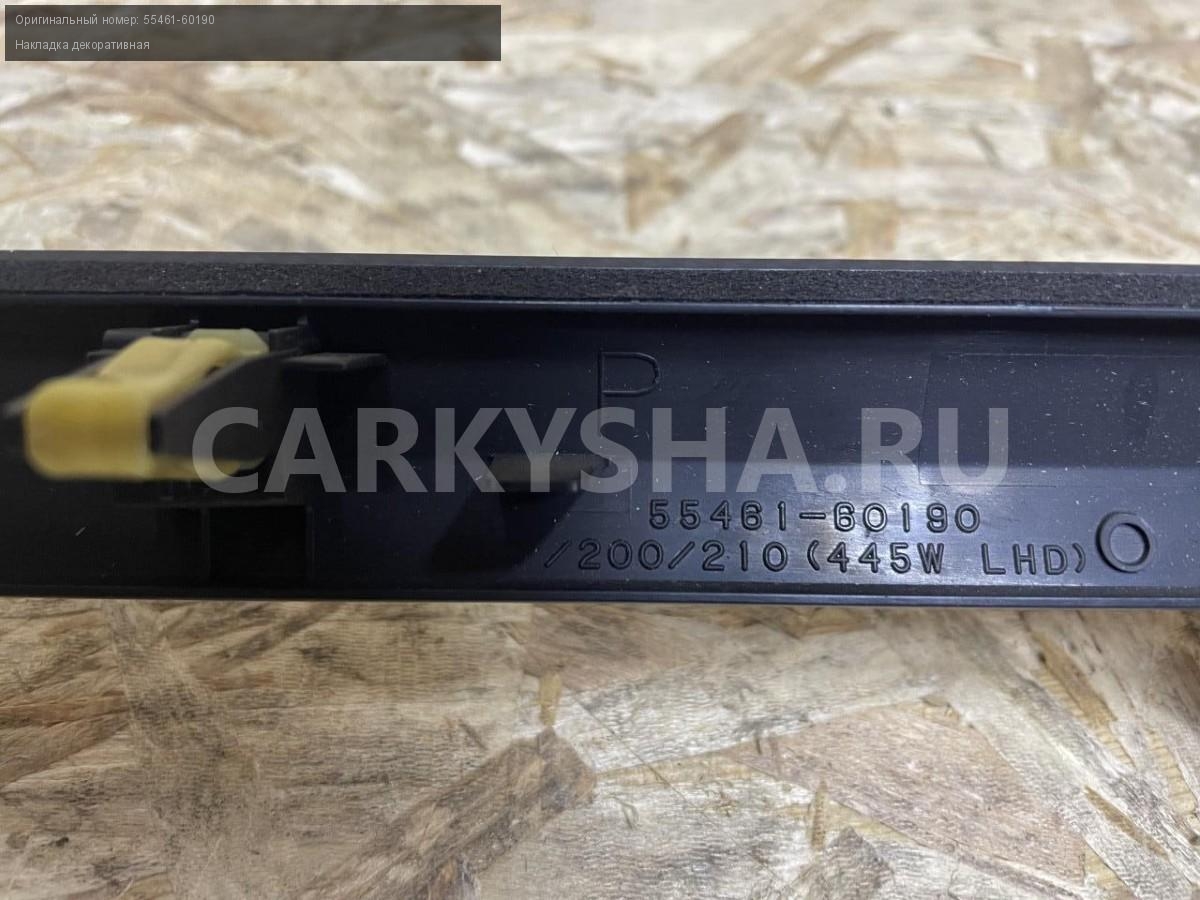 Оригинальный номер: 55461-60190
Накладка декоративная
P
CARKYSHA.RU
55461-60190
/200/210 (445W LHD)